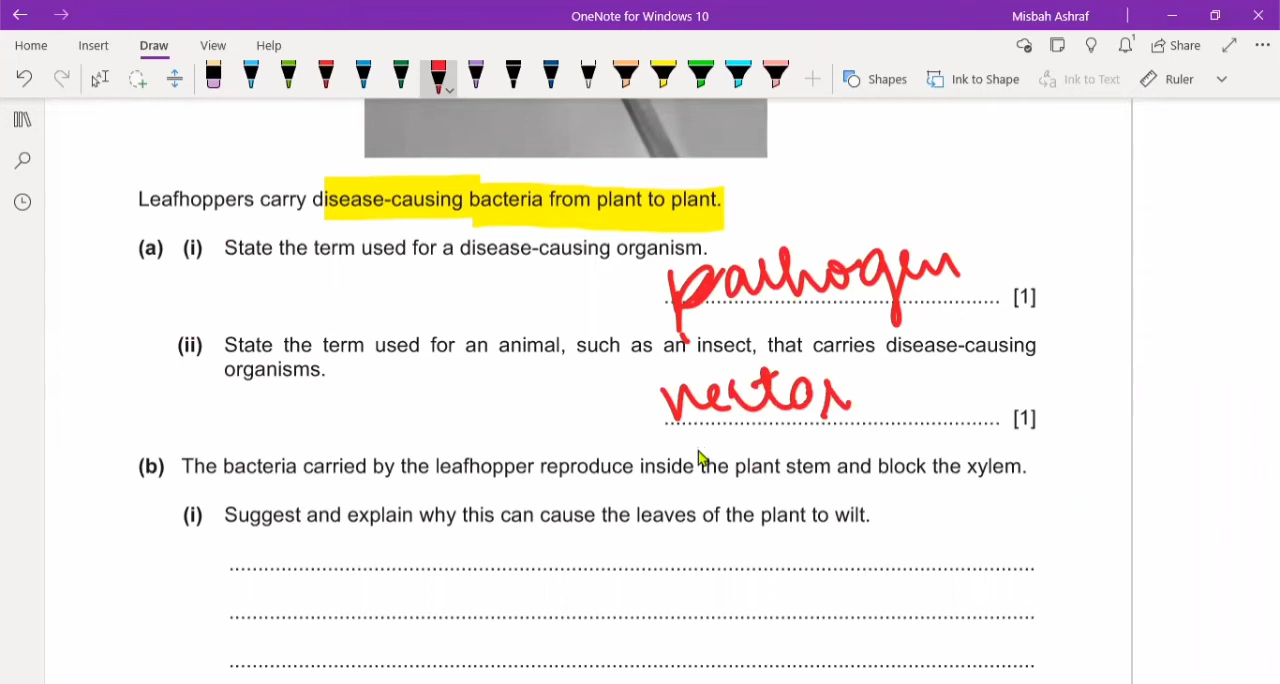 OneNote for Windows 10
Misbah Ashraf
Home Insert Draw View Help
1 Share
Shapes Ink to Shape Ink to Text Ruler
Leafhoppers carry disease-causing bacteria from plant to plant.
(a) (i) State the term used for a disease-causing organism.
pathogen
[1]
(ii) State the term used for an animal, such as an insect, that carries disease-causing
organisms.
vector
[1]
(b) The bacteria carried by the leafhopper reproduce inside the plant stem and block the xylem.
(i) Suggest and explain why this can cause the leaves of the plant to wilt.